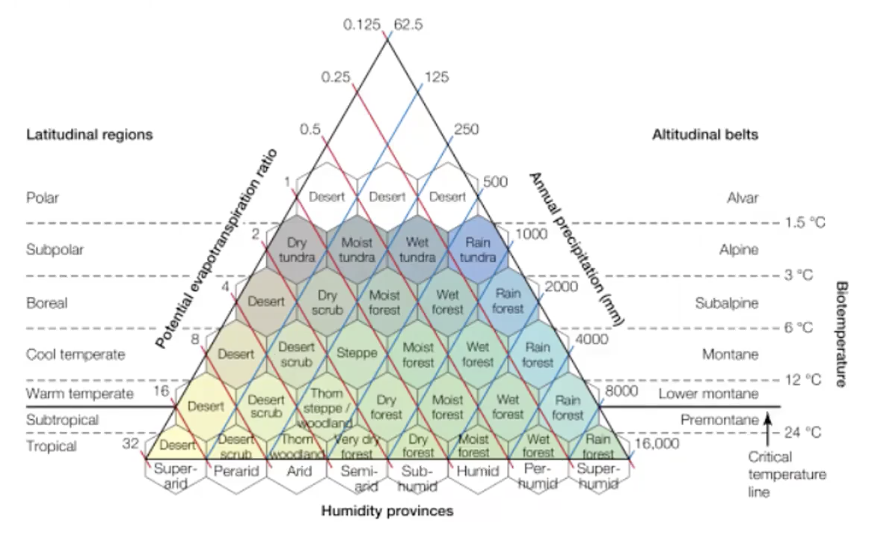 0.125 62.5
0.25 125
0.5 250
Latitudinal regions Altitudinal belts
Potential evapotranspiration ratio
Annual precipitation (mm)
1 500
Polar Desert Desert Desert Alvar
1.5 °C
2 1000
Subpolar Dry tundra Moist tundra Wet tundra Rain tundra Alpine
3 °C
4 2000
Boreal Desert Dry scrub Moist forest Wet forest Rain forest Subalpine
Biotemperature
6 °C
8 4000
Cool temperate Desert Desert scrub Steppe Moist forest Wet forest Rain forest Montane
12 °C
Warm temperate 16 8000 Lower montane
Desert Desert scrub Thorn steppe / woodland Dry forest Moist forest Wet forest Rain forest
Subtropical Premontane
24 °C
Tropical 32 Desert Desert scrub Thorn woodland Very dry forest Dry forest Moist forest Wet forest Rain forest 16,000
Critical
temperature
line
Super-arid Perarid Arid Semi-arid Sub-humid Humid Per-humid Super-humid
Humidity provinces